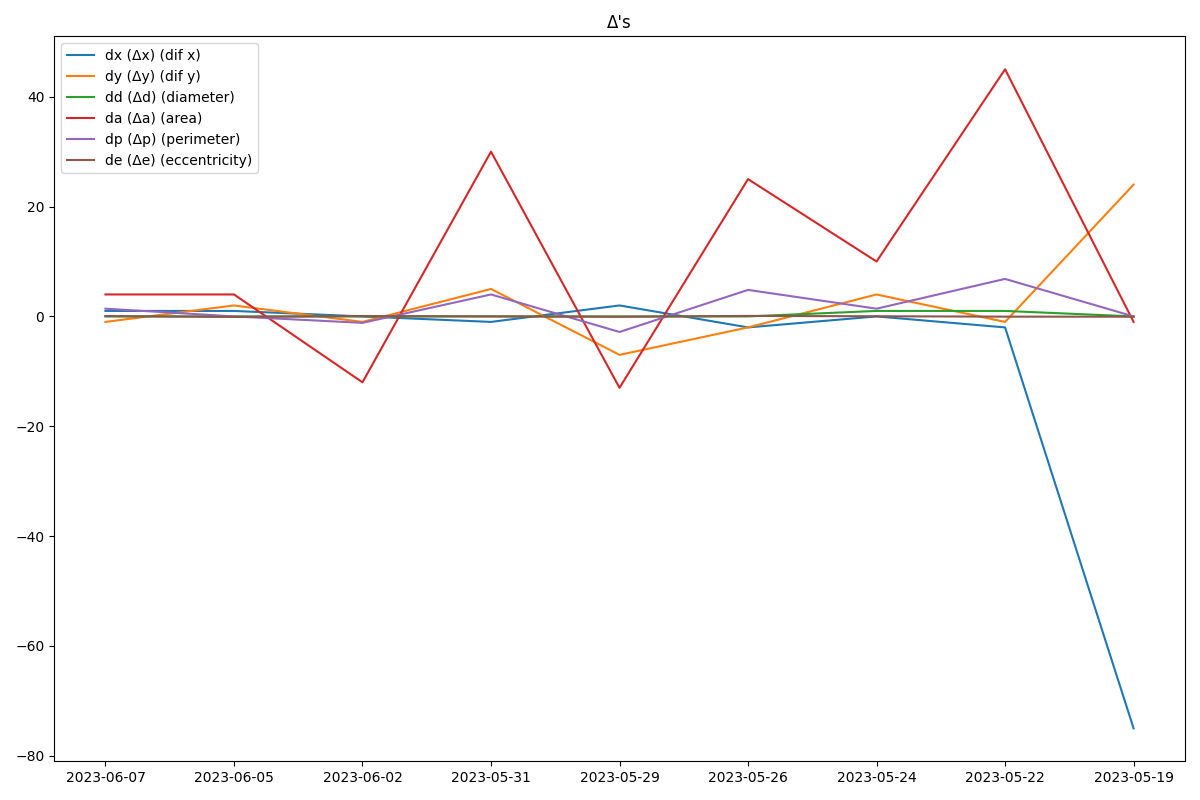 Δ's
dx (Δx) (dif x)
dy (Δy) (dif y)
dd (Δd) (diameter)
da (Δa) (area)
dp (Δp) (perimeter)
de (Δe) (eccentricity)
40
20
0
−20
−40
−60
−80
2023-06-07 2023-06-05 2023-06-02 2023-05-31 2023-05-29 2023-05-26 2023-05-24 2023-05-22 2023-05-19